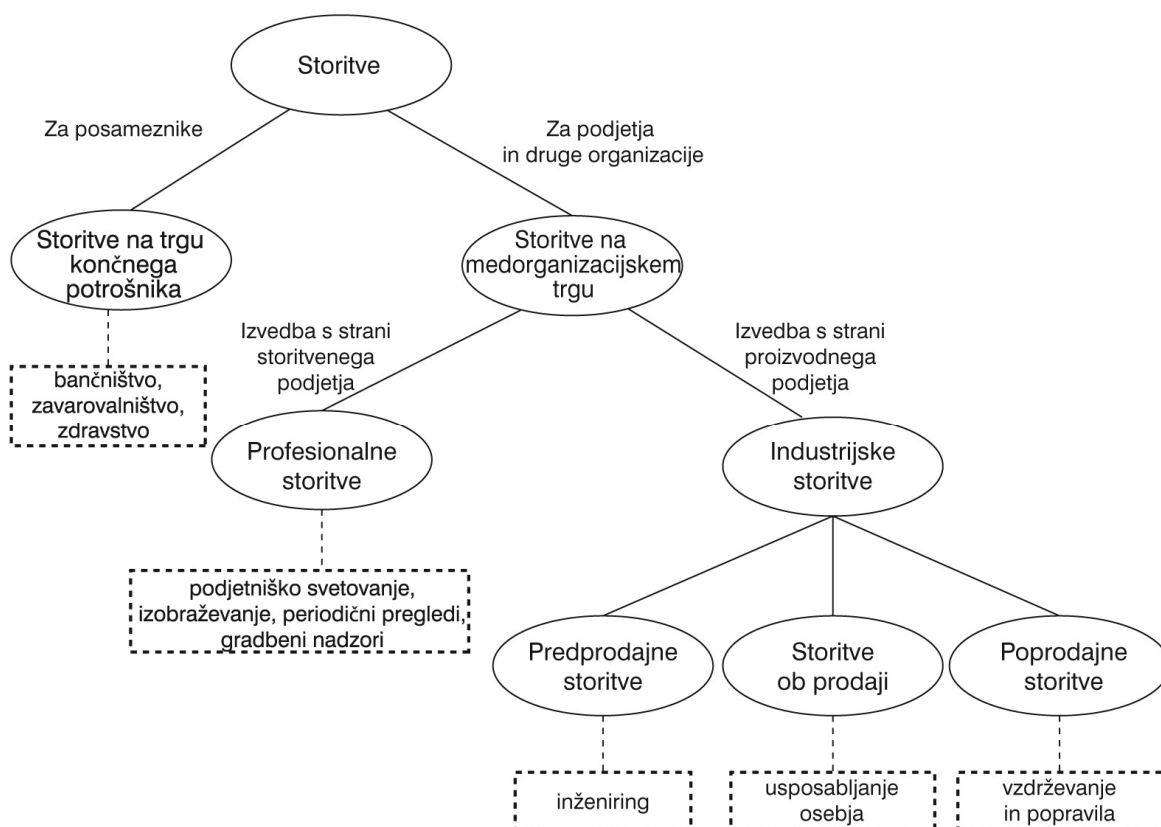 Storitve
Za posameznike
Za podjetja
in druge organizacije
Storitve na trgu
končnega
potrošnika
Storitve na
medorganizacijskem
trgu
Izvedba s strani
storitvenega
podjetja
Izvedba s strani
proizvodnega
podjetja
bančništvo,
zavarovalništvo,
zdravstvo
Profesionalne
storitve
Industrijske
storitve
podjetniško svetovanje,
izobraževanje, periodični pregledi,
gradbeni nadzori
Predprodajne
storitve
Storitve
ob prodaji
Poprodajne
storitve
inženiring
usposabljanje
osebja
vzdrževanje
in popravila